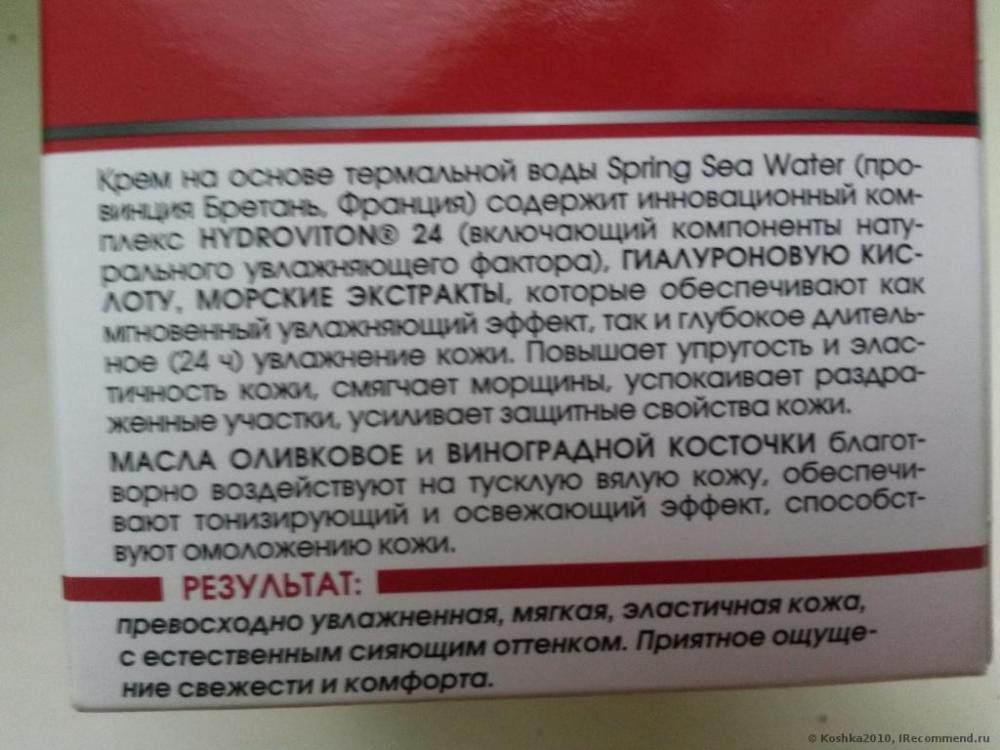 Крем на основе термальной воды Spring Sea Water (про-
винция Бретань, Франция) содержит инновационный ком-
плекс HYDROVITON® 24 (включающий компоненты нату-
рального увлажняющего фактора), ГИАЛУРОНОВУЮ КИС-
ЛОТУ, МОРСКИЕ ЭКСТРАКТЫ, которые обеспечивают как
мгновенный увлажняющий эффект, так и глубокое длитель-
ное (24 ч) увлажнение кожи. Повышает упругость и элас-
тичность кожи, смягчает морщины, успокаивает раздра-
женные участки, усиливает защитные свойства кожи.
МАСЛА ОЛИВКОВОЕ и ВИНОГРАДНОЙ КОСТОЧКИ благот-
ворно воздействуют на тусклую вялую кожу, обеспечи-
вают тонизирующий и освежающий эффект, способст-
вуют омоложению кожи.
РЕЗУЛЬТАТ:
превосходно увлажненная, мягкая, эластичная кожа,
с естественным сияющим оттенком. Приятное ощуще-
ние свежести и комфорта.
© Koshka2010, IRecommend.ru